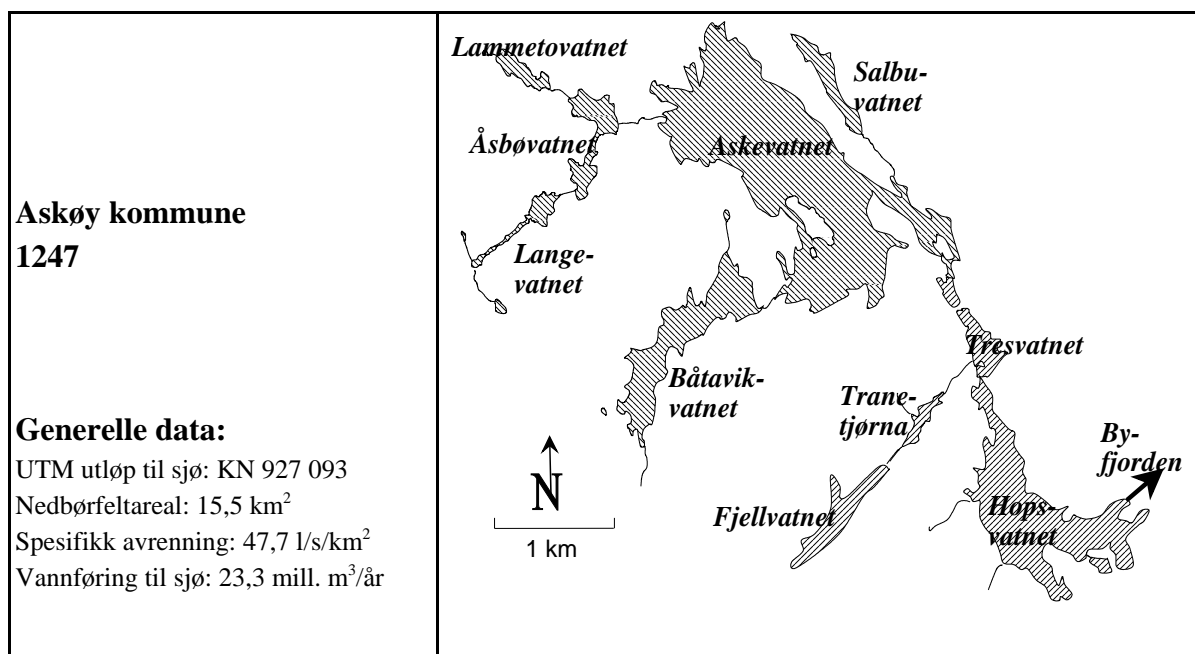 Askøy kommune
1247
Generelle data:
UTM utløp til sjø: KN 927 093
Nedbørfeltareal: 15,5 km²
Spesifikk avrenning: 47,7 l/s/km²
Vannføring til sjø: 23,3 mill. m³/år
Lammetovatnet
Salbu-
vatnet
Åsbøvatnet
Askevatnet
Lange-
vatnet
Tresvatnet
Båtavik-
vatnet
Trane-
tjørna
By-
fjorden
N
1 km
Fjellvatnet
Hops-
vatnet